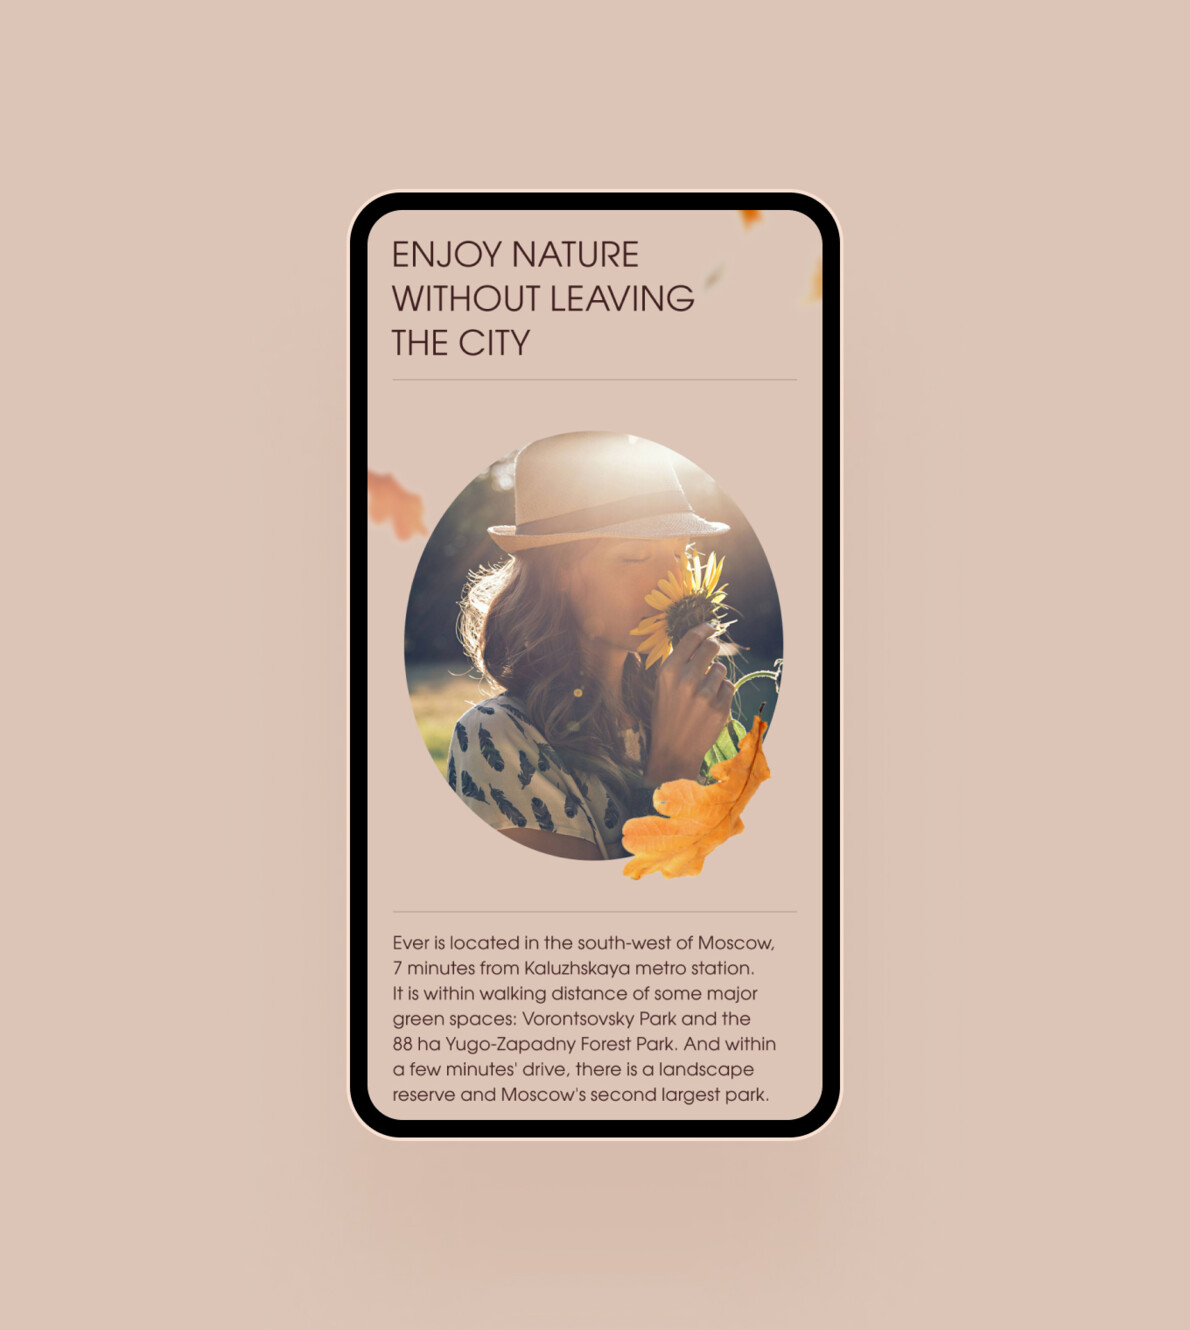 ENJOY NATURE
WITHOUT LEAVING
THE CITY
Ever is located in the south-west of Moscow,
7 minutes from Kaluzhskaya metro station.
It is within walking distance of some major
green spaces: Vorontsovsky Park and the
88 ha Yugo-Zapadny Forest Park. And within
a few minutes' drive, there is a landscape
reserve and Moscow's second largest park.